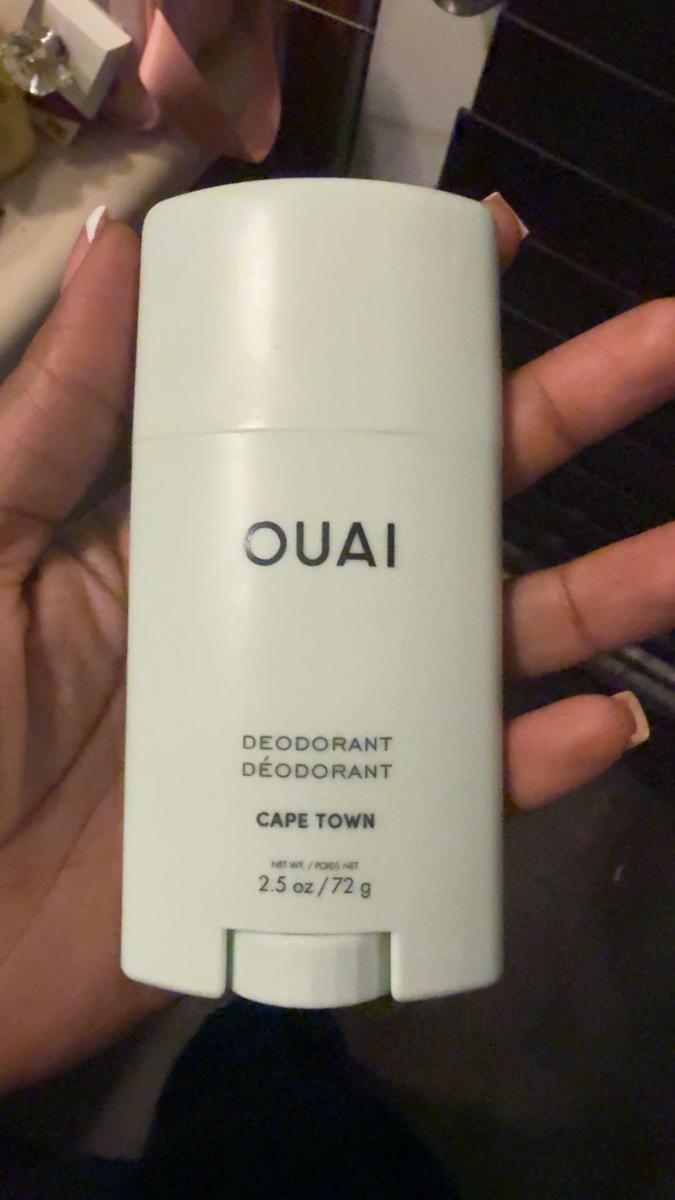 OUAI
DEODORANT
DÉODORANT
CAPE TOWN
NET WT. / POIDS NET
2.5 oz / 72 g